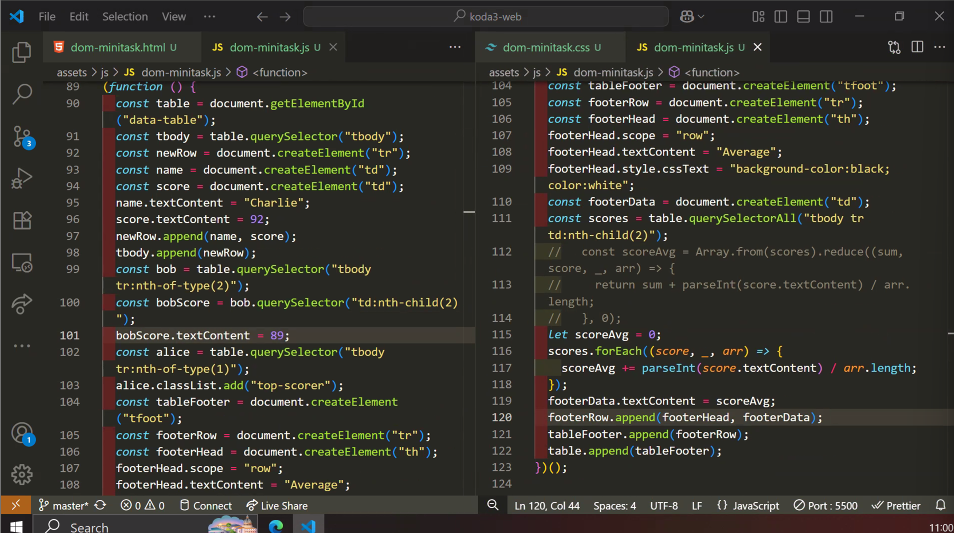 File Edit Selection View ··· koda3-web
dom-minitask.html U JS dom-minitask.js U
assets > js > JS dom-minitask.js > <function>
89 (function () {
90 const table = document.getElementById
("data-table");
91 const tbody = table.querySelector("tbody");
92 const newRow = document.createElement("tr");
93 const name = document.createElement("td");
94 const score = document.createElement("td");
95 name.textContent = "Charlie";
96 score.textContent = 92;
97 newRow.append(name, score);
98 tbody.append(newRow);
99 const bob = table.querySelector("tbody
tr:nth-of-type(2)");
100 const bobScore = bob.querySelector("td:nth-child(2)
");
101 bobScore.textContent = 89;
102 const alice = table.querySelector("tbody
tr:nth-of-type(1)");
103 alice.classList.add("top-scorer");
104 const tableFooter = document.createElement
("tfoot");
105 const footerRow = document.createElement("tr");
106 const footerHead = document.createElement("th");
107 footerHead.scope = "row";
108 footerHead.textContent = "Average";
dom-minitask.css U JS dom-minitask.js U
assets > js > JS dom-minitask.js > <function>
104 const tableFooter = document.createElement("tfoot");
105 const footerRow = document.createElement("tr");
106 const footerHead = document.createElement("th");
107 footerHead.scope = "row";
108 footerHead.textContent = "Average";
109 footerHead.style.cssText = "background-color:black;
color:white";
110 const footerData = document.createElement("td");
111 const scores = table.querySelectorAll("tbody tr
td:nth-child(2)");
112 // const scoreAvg = Array.from(scores).reduce((sum,
score, _, arr) => {
113 // return sum + parseInt(score.textContent) / arr.
length;
114 // }, 0);
115 let scoreAvg = 0;
116 scores.forEach((score, _, arr) => {
117 scoreAvg += parseInt(score.textContent) / arr.length;
118 });
119 footerData.textContent = scoreAvg;
120 footerRow.append(footerHead, footerData);
121 tableFooter.append(footerRow);
122 table.append(tableFooter);
123 })();
124
3
1
master* 0 0 Connect Live Share Ln 120, Col 44 Spaces: 4 UTF-8 LF {} JavaScript Port : 5500 Prettier
Search 11:00